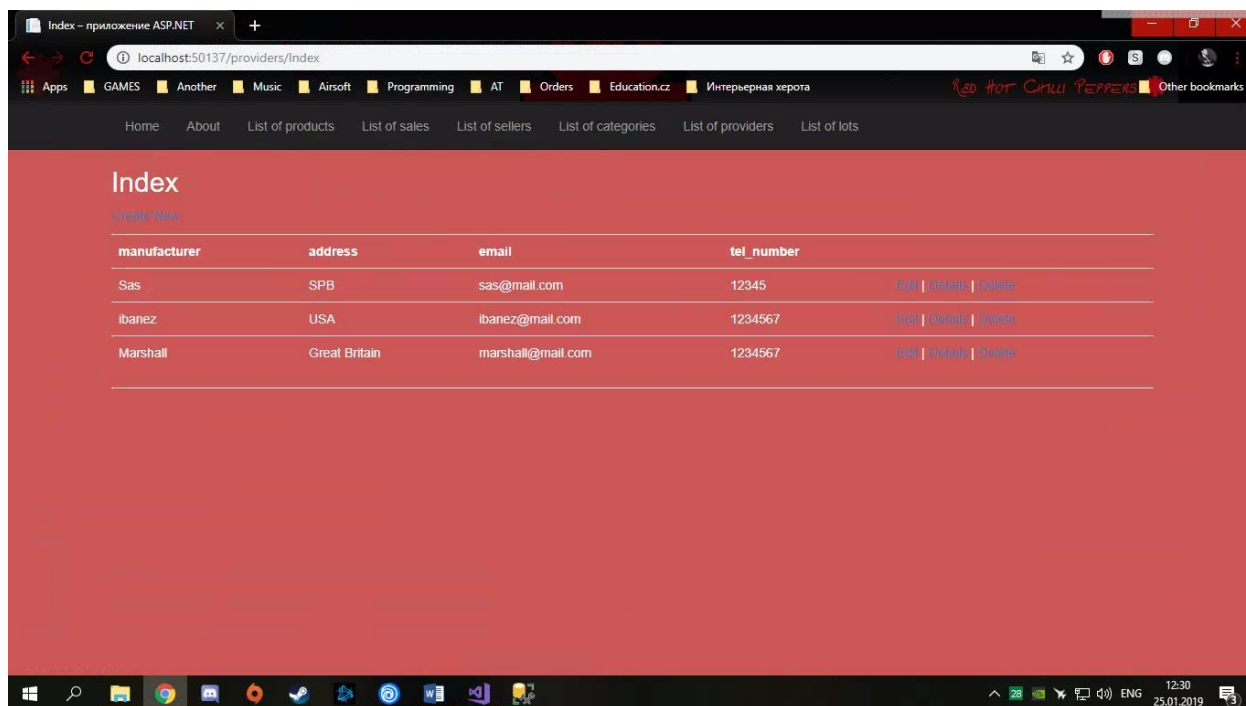 Index – приложение ASP.NET
localhost:50137/providers/Index
Apps GAMES Another Music Airsoft Programming AT Orders Education.cz Интерьерная херота RED HOT CHILI PEPPERS Other bookmarks
Home About List of products List of sales List of sellers List of categories List of providers List of lots
Index
Create New
manufacturer address email tel_number
Sas SPB sas@mail.com 12345 Edit | Details | Delete
ibanez USA ibanez@mail.com 1234567 Edit | Details | Delete
Marshall Great Britain marshall@mail.com 1234567 Edit | Details | Delete
28 ENG 12:30
25.01.2019 3